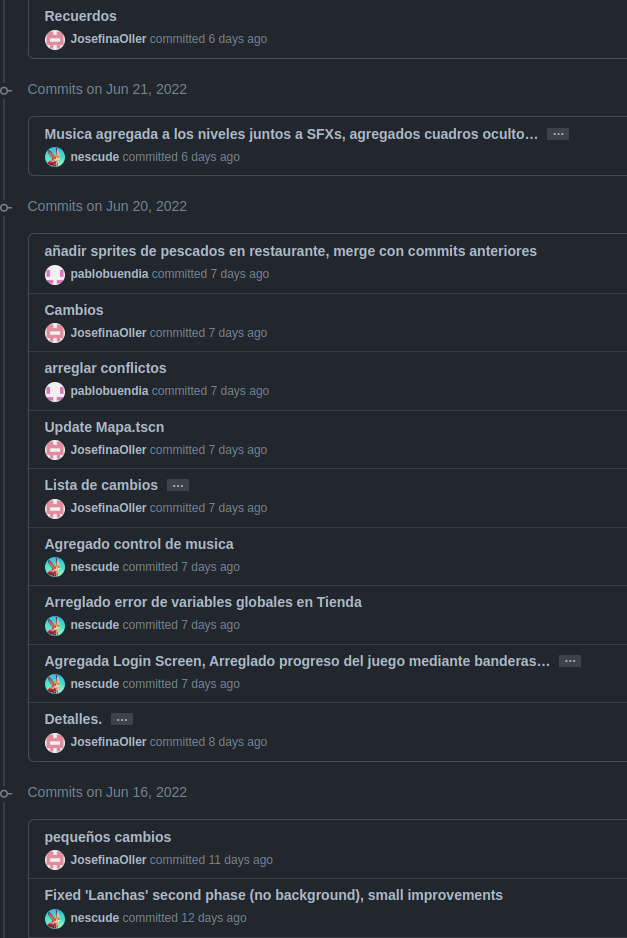 Recuerdos
JosefinaOller committed 6 days ago
Commits on Jun 21, 2022
Musica agregada a los niveles juntos a SFXs, agregados cuadros oculto… ...
nescude committed 6 days ago
Commits on Jun 20, 2022
añadir sprites de pescados en restaurante, merge con commits anteriores
pablobuendia committed 7 days ago
Cambios
JosefinaOller committed 7 days ago
arreglar conflictos
pablobuendia committed 7 days ago
Update Mapa.tscn
JosefinaOller committed 7 days ago
Lista de cambios ...
JosefinaOller committed 7 days ago
Agregado control de musica
nescude committed 7 days ago
Arreglado error de variables globales en Tienda
nescude committed 7 days ago
Agregada Login Screen, Arreglado progreso del juego mediante banderas… ...
nescude committed 7 days ago
Detalles. ...
JosefinaOller committed 8 days ago
Commits on Jun 16, 2022
pequeños cambios
JosefinaOller committed 11 days ago
Fixed 'Lanchas' second phase (no background), small improvements
nescude committed 12 days ago